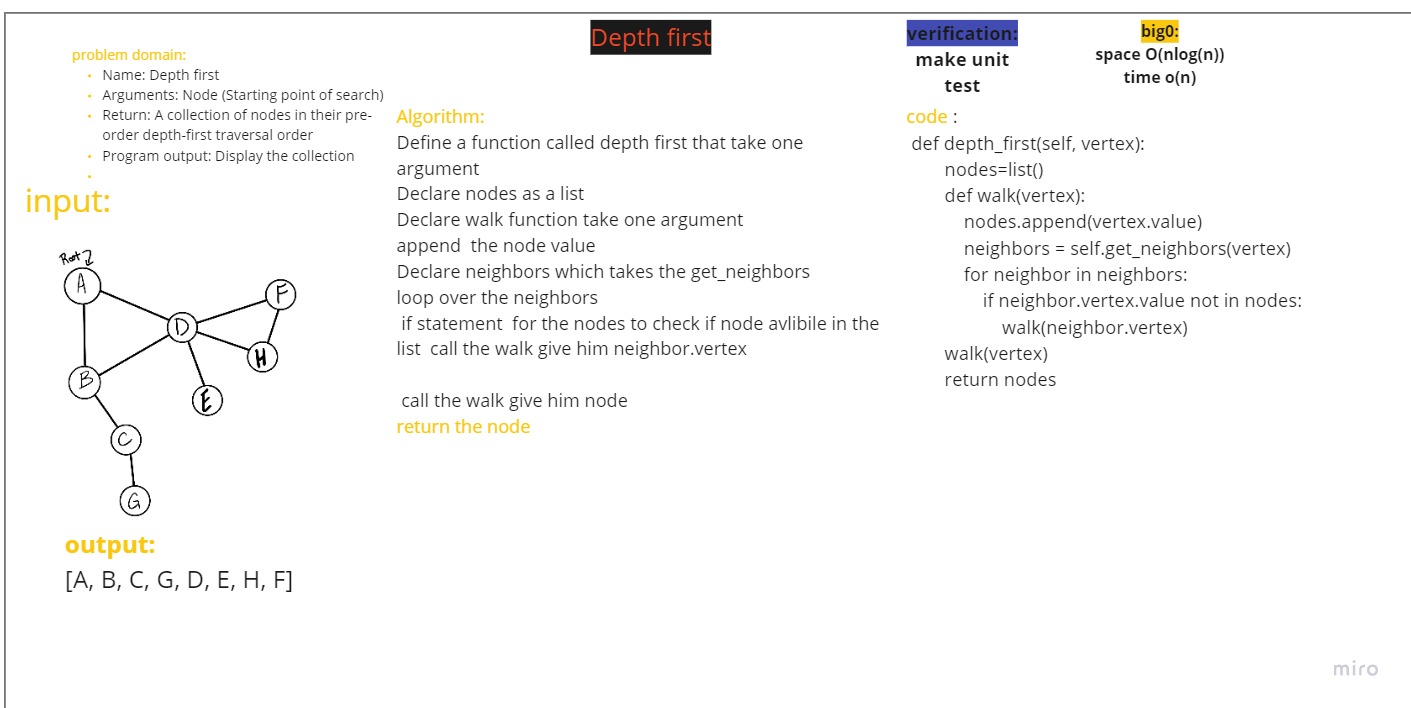 Depth first
problem domain:
Name: Depth first
Arguments: Node (Starting point of search)
Return: A collection of nodes in their pre-
order depth-first traversal order
Program output: Display the collection
input:
Root
A
F
D
H
B
E
C
G
output:
[A, B, C, G, D, E, H, F]
Algorithm:
Define a function called depth first that take one
argument
Declare nodes as a list
Declare walk function take one argument
append the node value
Declare neighbors which takes the get_neighbors
loop over the neighbors
if statement for the nodes to check if node avlibile in the
list call the walk give him neighbor.vertex
call the walk give him node
return the node
verification:
make unit
test
big0:
space O(nlog(n))
time o(n)
code :
def depth_first(self, vertex):
nodes=list()
def walk(vertex):
nodes.append(vertex.value)
neighbors = self.get_neighbors(vertex)
for neighbor in neighbors:
if neighbor.vertex.value not in nodes:
walk(neighbor.vertex)
walk(vertex)
return nodes
miro